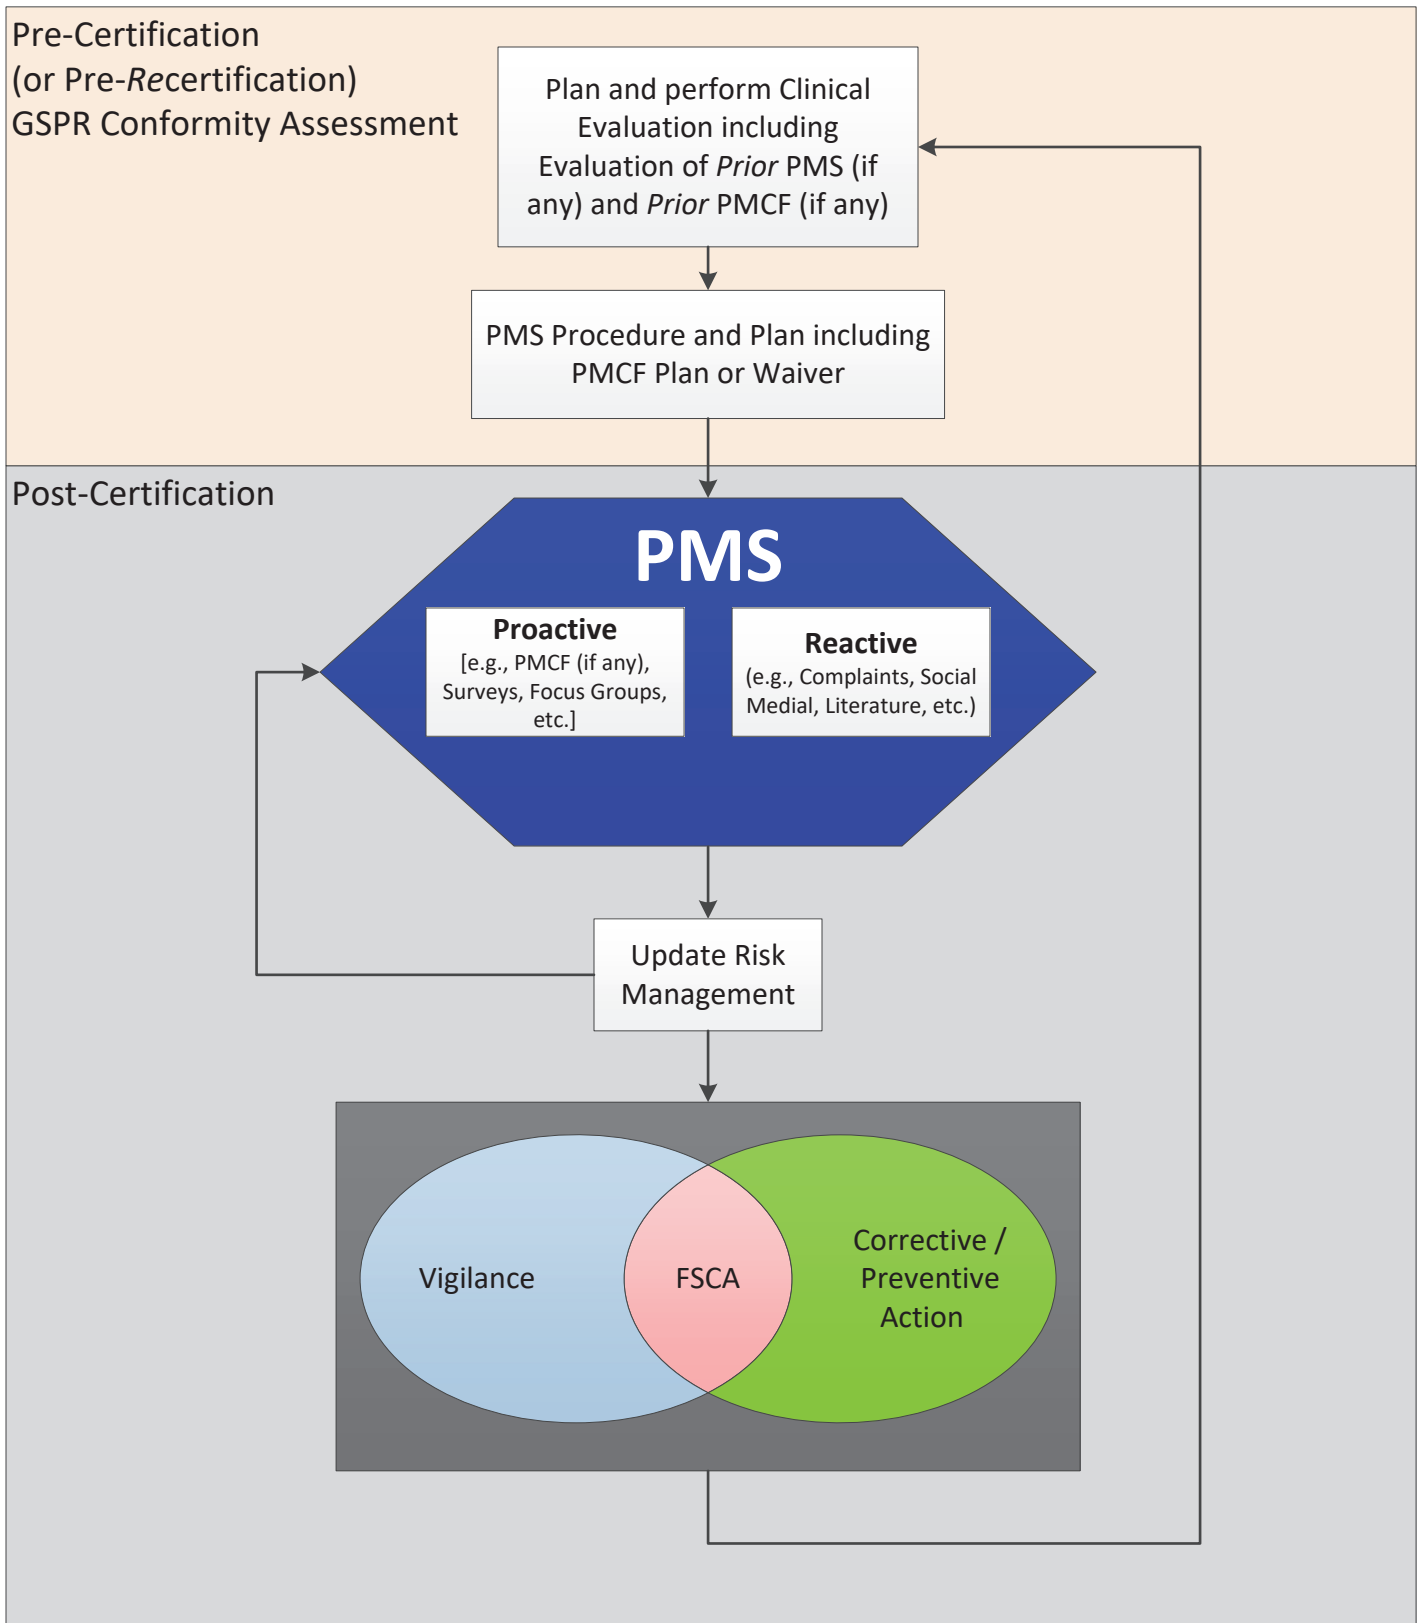 Pre-Certification
(or Pre-Recertification)
GSPR Conformity Assessment
Plan and perform Clinical
Evaluation including
Evaluation of Prior PMS (if
any) and Prior PMCF (if any)
PMS Procedure and Plan including
PMCF Plan or Waiver
Post-Certification
PMS
Proactive
[e.g., PMCF (if any),
Surveys, Focus Groups,
etc.]
Reactive
(e.g., Complaints, Social
Medial, Literature, etc.)
Update Risk
Management
Vigilance
FSCA
Corrective /
Preventive
Action